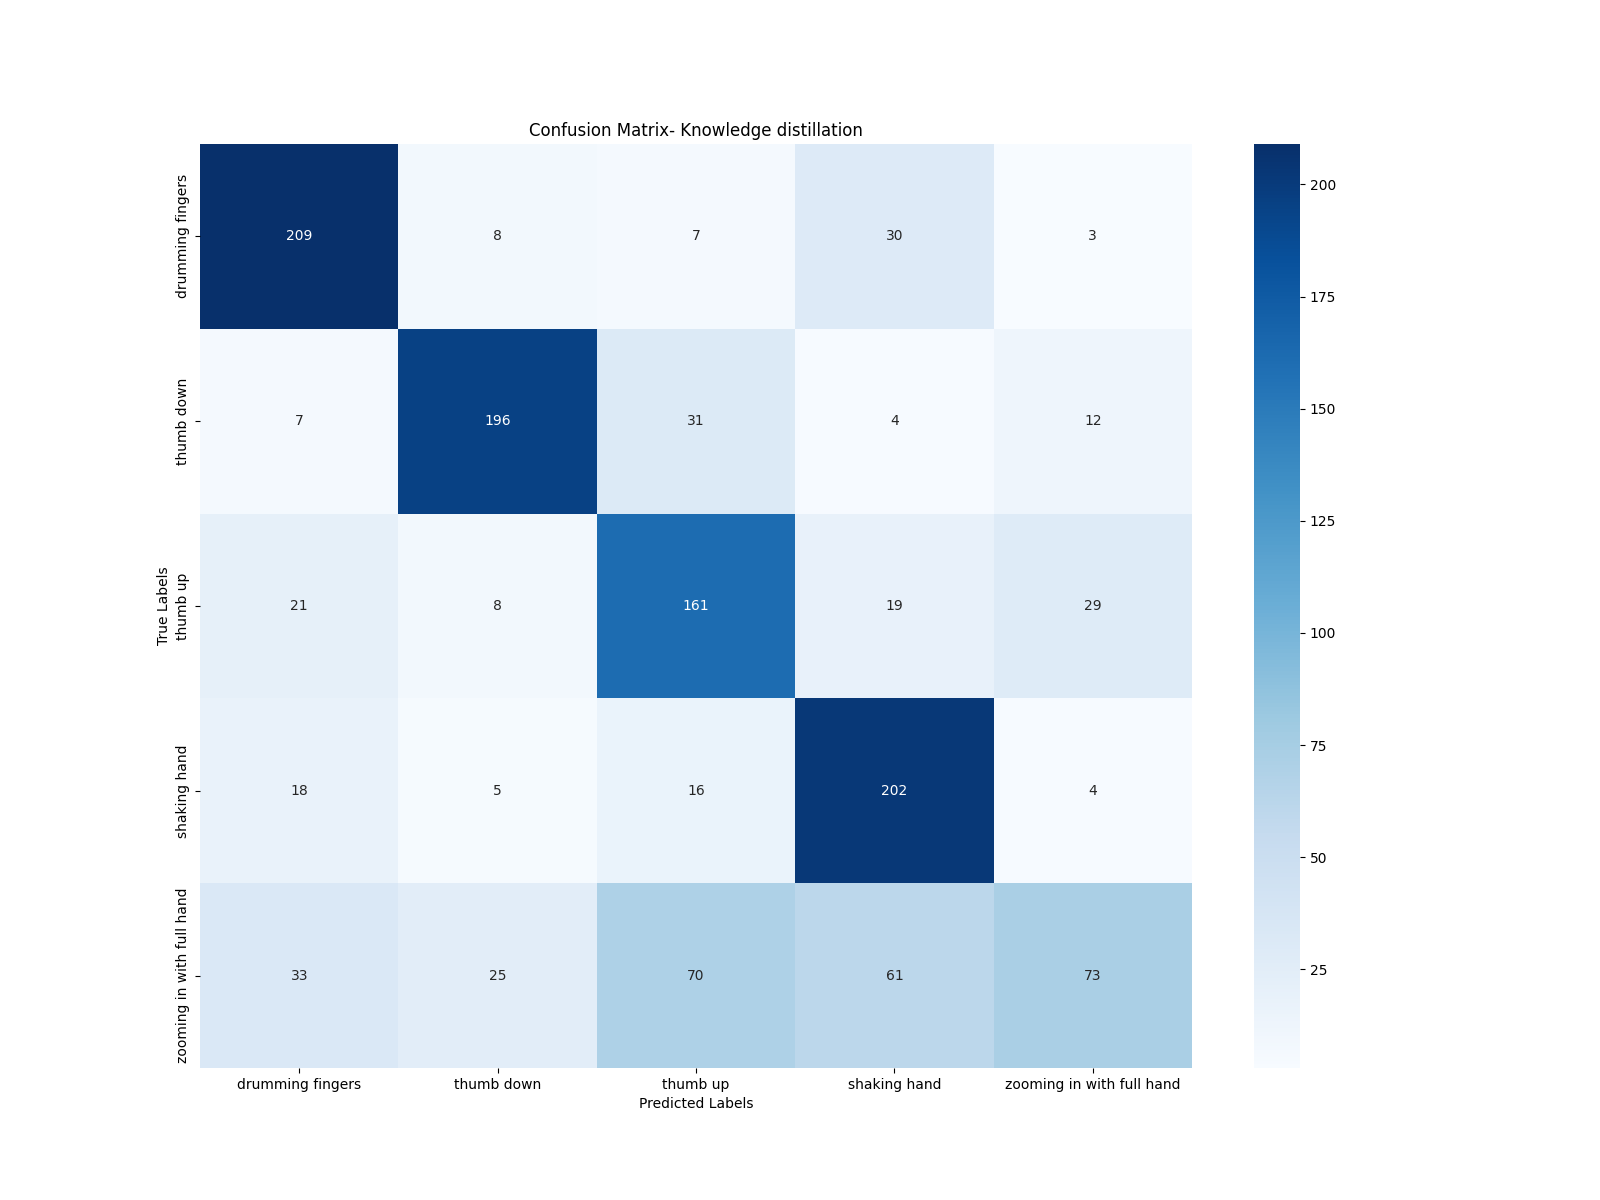 Confusion Matrix- Knowledge distillation
True Labels
drumming fingers
209 8 7 30 3
thumb down
7 196 31 4 12
thumb up
21 8 161 19 29
shaking hand
18 5 16 202 4
zooming in with full hand
33 25 70 61 73
drumming fingers thumb down thumb up shaking hand zooming in with full hand
Predicted Labels
200
175
150
125
100
75
50
25